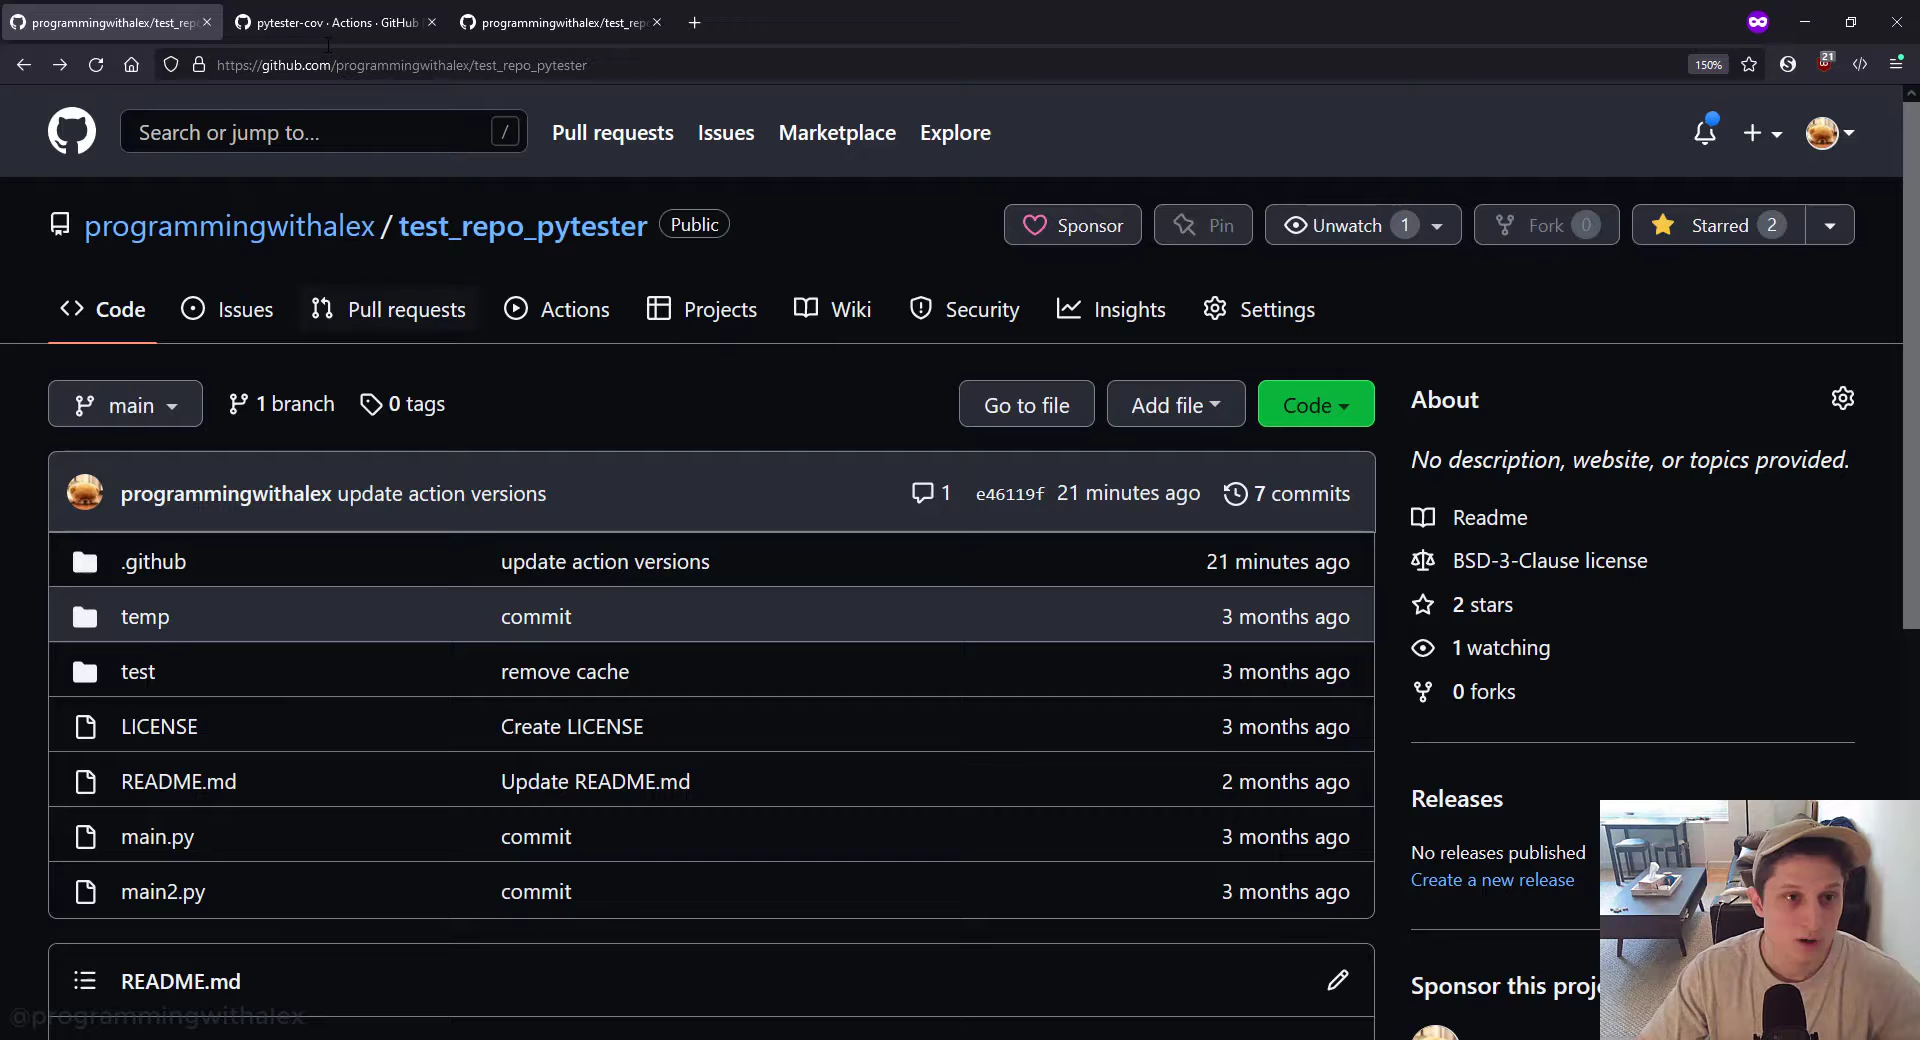 programmingwithalex/test_rep
pytester-cov · Actions · GitHub
programmingwithalex/test_rep
https://github.com/programmingwithalex/test_repo_pytester
150%
21
Search or jump to...
/
Pull requests
Issues
Marketplace
Explore
programmingwithalex / test_repo_pytester
Public
Sponsor
Pin
Unwatch 1
Fork 0
Starred 2
Code
Issues
Pull requests
Actions
Projects
Wiki
Security
Insights
Settings
main
1 branch
0 tags
Go to file
Add file
Code
About
No description, website, or topics provided.
programmingwithalex update action versions
1
e46119f 21 minutes ago
7 commits
.github update action versions 21 minutes ago
temp commit 3 months ago
test remove cache 3 months ago
LICENSE Create LICENSE 3 months ago
README.md Update README.md 2 months ago
main.py commit 3 months ago
main2.py commit 3 months ago
Readme
BSD-3-Clause license
2 stars
1 watching
0 forks
Releases
No releases published
Create a new release
README.md
Sponsor this proje
@programmingwithalex